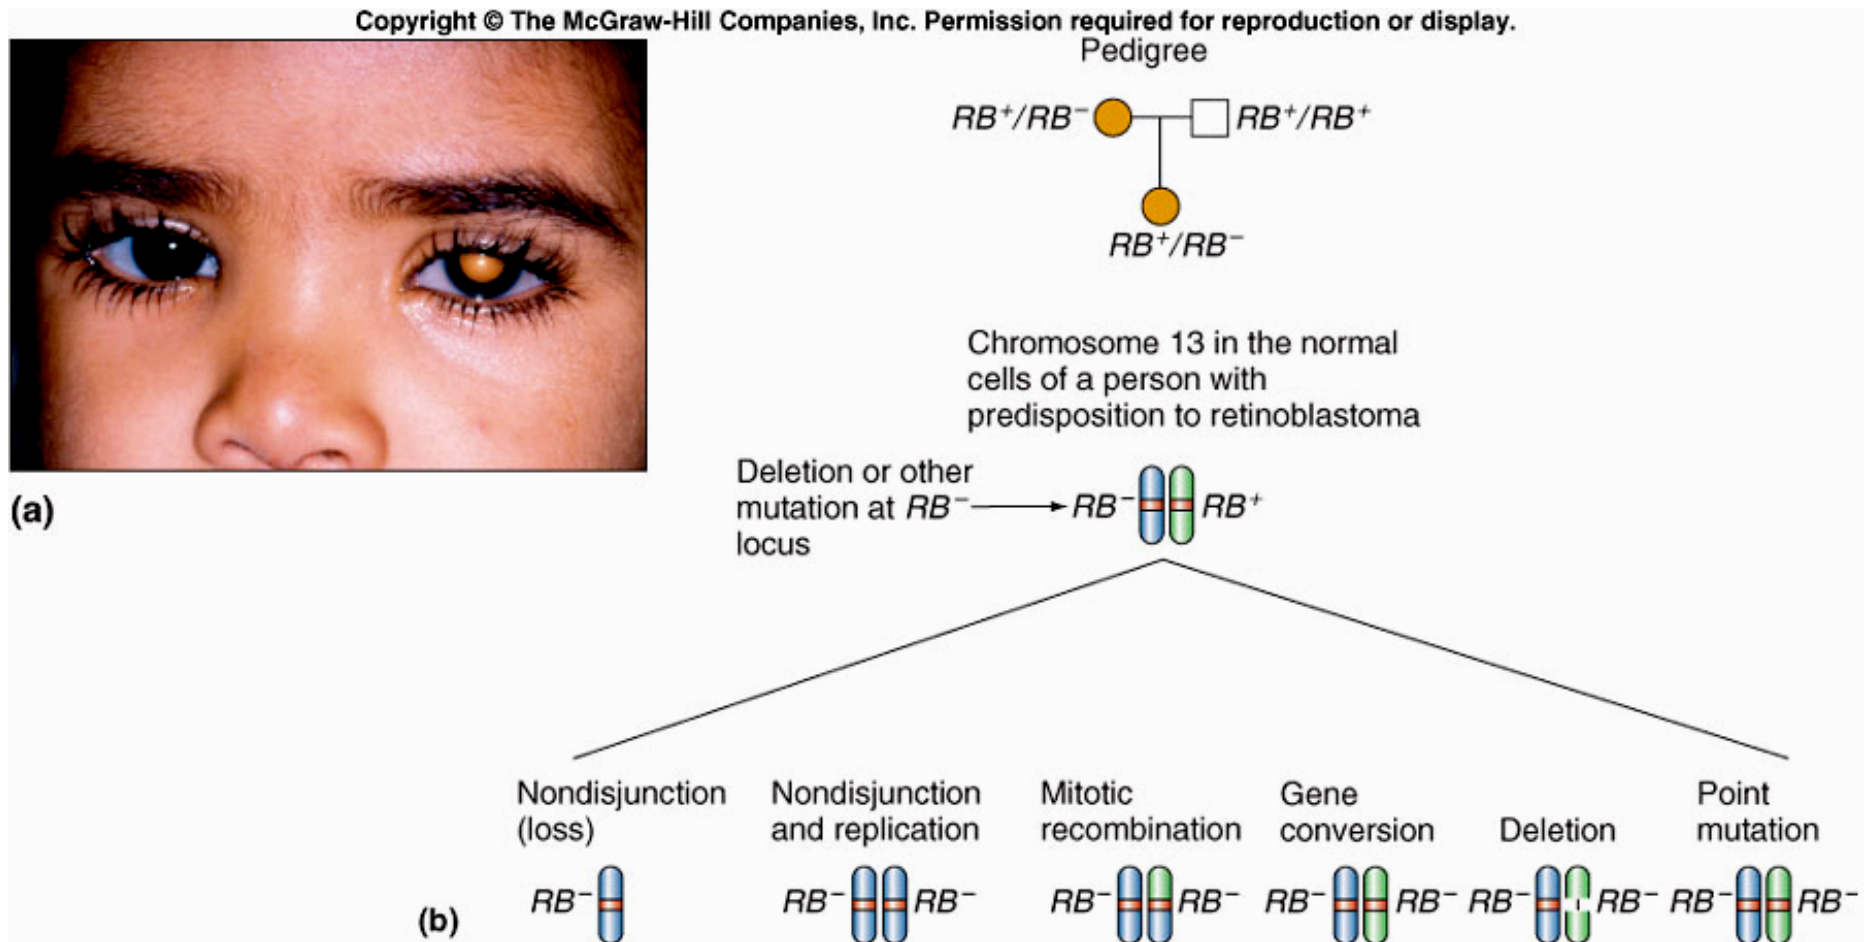 Copyright © The McGraw-Hill Companies, Inc. Permission required for reproduction or display.
Pedigree
RB⁺/RB⁻ RB⁺/RB⁺
RB⁺/RB⁻
Chromosome 13 in the normal
cells of a person with
predisposition to retinoblastoma
Deletion or other
mutation at RB⁻
locus
RB⁻ RB⁺
(a)
Nondisjunction
(loss)
RB⁻
Nondisjunction
and replication
RB⁻ RB⁻
Mitotic
recombination
RB⁻ RB⁻
Gene
conversion
RB⁻ RB⁻
Deletion
RB⁻ RB⁻
Point
mutation
RB⁻ RB⁻
(b)